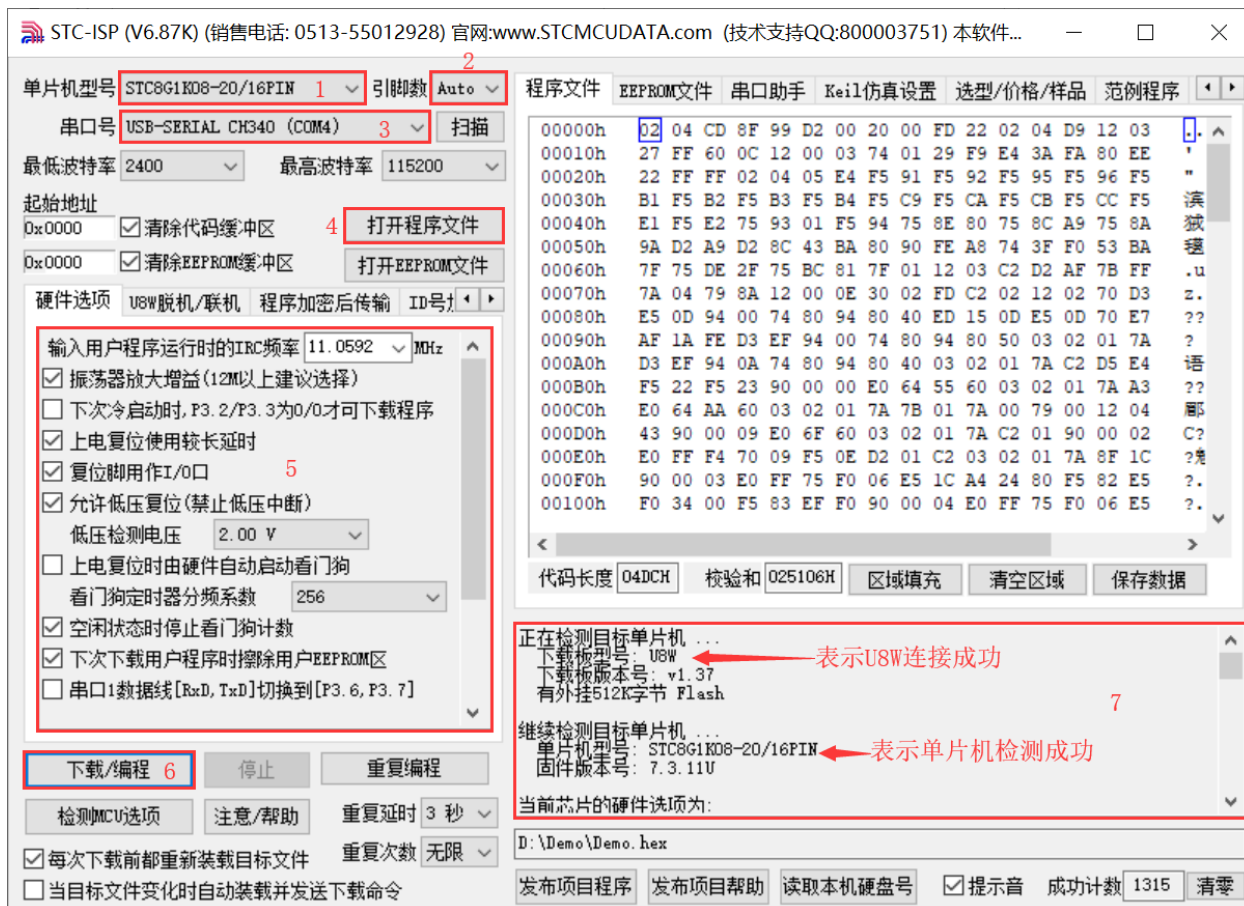 STC-ISP (V6.87K) (销售电话: 0513-55012928) 官网:www.STCMCUDATA.com (技术支持QQ:800003751) 本软件...
单片机型号 STC8G1K08-20/16PIN 1 引脚数 Auto 2
串口号 USB-SERIAL CH340 (COM4) 3 扫描
最低波特率 2400 最高波特率 115200
起始地址
0x0000 清除代码缓冲区 4 打开程序文件
0x0000 清除EEPROM缓冲区 打开EEPROM文件
硬件选项 U8W脱机/联机 程序加密后传输
输入用户程序运行时的IRC频率 11.0592 MHz
振荡器放大增益(12M以上建议选择)
下次冷启动时,P3.2/P3.3为0/0才可下载程序
上电复位使用较长延时
复位脚用作I/O口 5
允许低压复位(禁止低压中断)
低压检测电压 2.00 V
上电复位时由硬件自动启动看门狗
看门狗定时器分频系数 256
空闲状态时停止看门狗计数
下次下载用户程序时擦除用户EEPROM区
串口1数据线[RxD,TxD]切换到[P3.6,P3.7]
下载/编程 6 停止 重复编程
检测MCU选项 注意/帮助 重复延时 3 秒
每次下载前都重新装载目标文件 重复次数 无限
当目标文件变化时自动装载并发送下载命令
程序文件 EEPROM文件 串口助手 Keil仿真设置 选型/价格/样品 范例程序
00000h 02 04 CD 8F 99 D2 00 20 00 FD 22 02 04 D9 12 03 ..
00010h 27 FF 60 0C 12 00 03 74 01 29 F9 E4 3A FA 80 EE '
00020h 22 FF FF 02 04 05 E4 F5 91 F5 92 F5 95 F5 96 F5 "
00030h B1 F5 B2 F5 B3 F5 B4 F5 C9 F5 CA F5 CB F5 CC F5
00040h E1 F5 E2 75 93 01 F5 94 75 8E 80 75 8C A9 75 8A
00050h 9A D2 A9 D2 8C 43 BA 80 90 FE A8 74 3F F0 53 BA
00060h 7F 75 DE 2F 75 BC 81 7F 01 12 03 C2 D2 AF 7B FF .u
00070h 7A 04 79 8A 12 00 0E 30 02 FD C2 02 12 02 70 D3 z.
00080h E5 0D 94 00 74 80 94 80 40 ED 15 0D E5 0D 70 E7 ??
00090h AF 1A FE D3 EF 94 00 74 80 94 80 50 03 02 01 7A ?
000A0h D3 EF 94 0A 74 80 94 80 40 03 02 01 7A C2 D5 E4 语
000B0h F5 22 F5 23 90 00 00 E0 64 55 60 03 02 01 7A A3 ??
000C0h E0 64 AA 60 03 02 01 7A 7B 01 7A 00 79 00 12 04
000D0h 43 90 00 09 E0 6F 60 03 02 01 7A C2 01 90 00 02 C?
000E0h E0 FF F4 70 09 F5 0E D2 01 C2 03 02 01 7A 8F 1C
000F0h 90 00 03 E0 FF 75 F0 06 E5 1C A4 24 80 F5 82 E5 ?.
00100h F0 34 00 F5 83 EF F0 90 00 04 E0 FF 75 F0 06 E5 ?.
代码长度 04DCH 校验和 025106H 区域填充 清空区域 保存数据
正在检测目标单片机 ...
下载板型号: U8W 表示U8W连接成功
下载板版本号: v1.37
有外挂512K字节 Flash 7
继续检测目标单片机 ...
单片机型号: STC8G1K08-20/16PIN 表示单片机检测成功
固件版本号: 7.3.11U
当前芯片的硬件选项为:
D:\Demo\Demo.hex
发布项目程序 发布项目帮助 读取本机硬盘号 提示音 成功计数 1315 清零